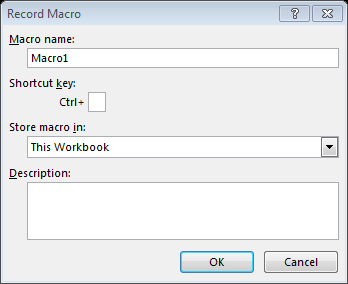 Record Macro
Macro name:
Macro1
Shortcut key:
Ctrl+
Store macro in:
This Workbook
Description:
OK Cancel